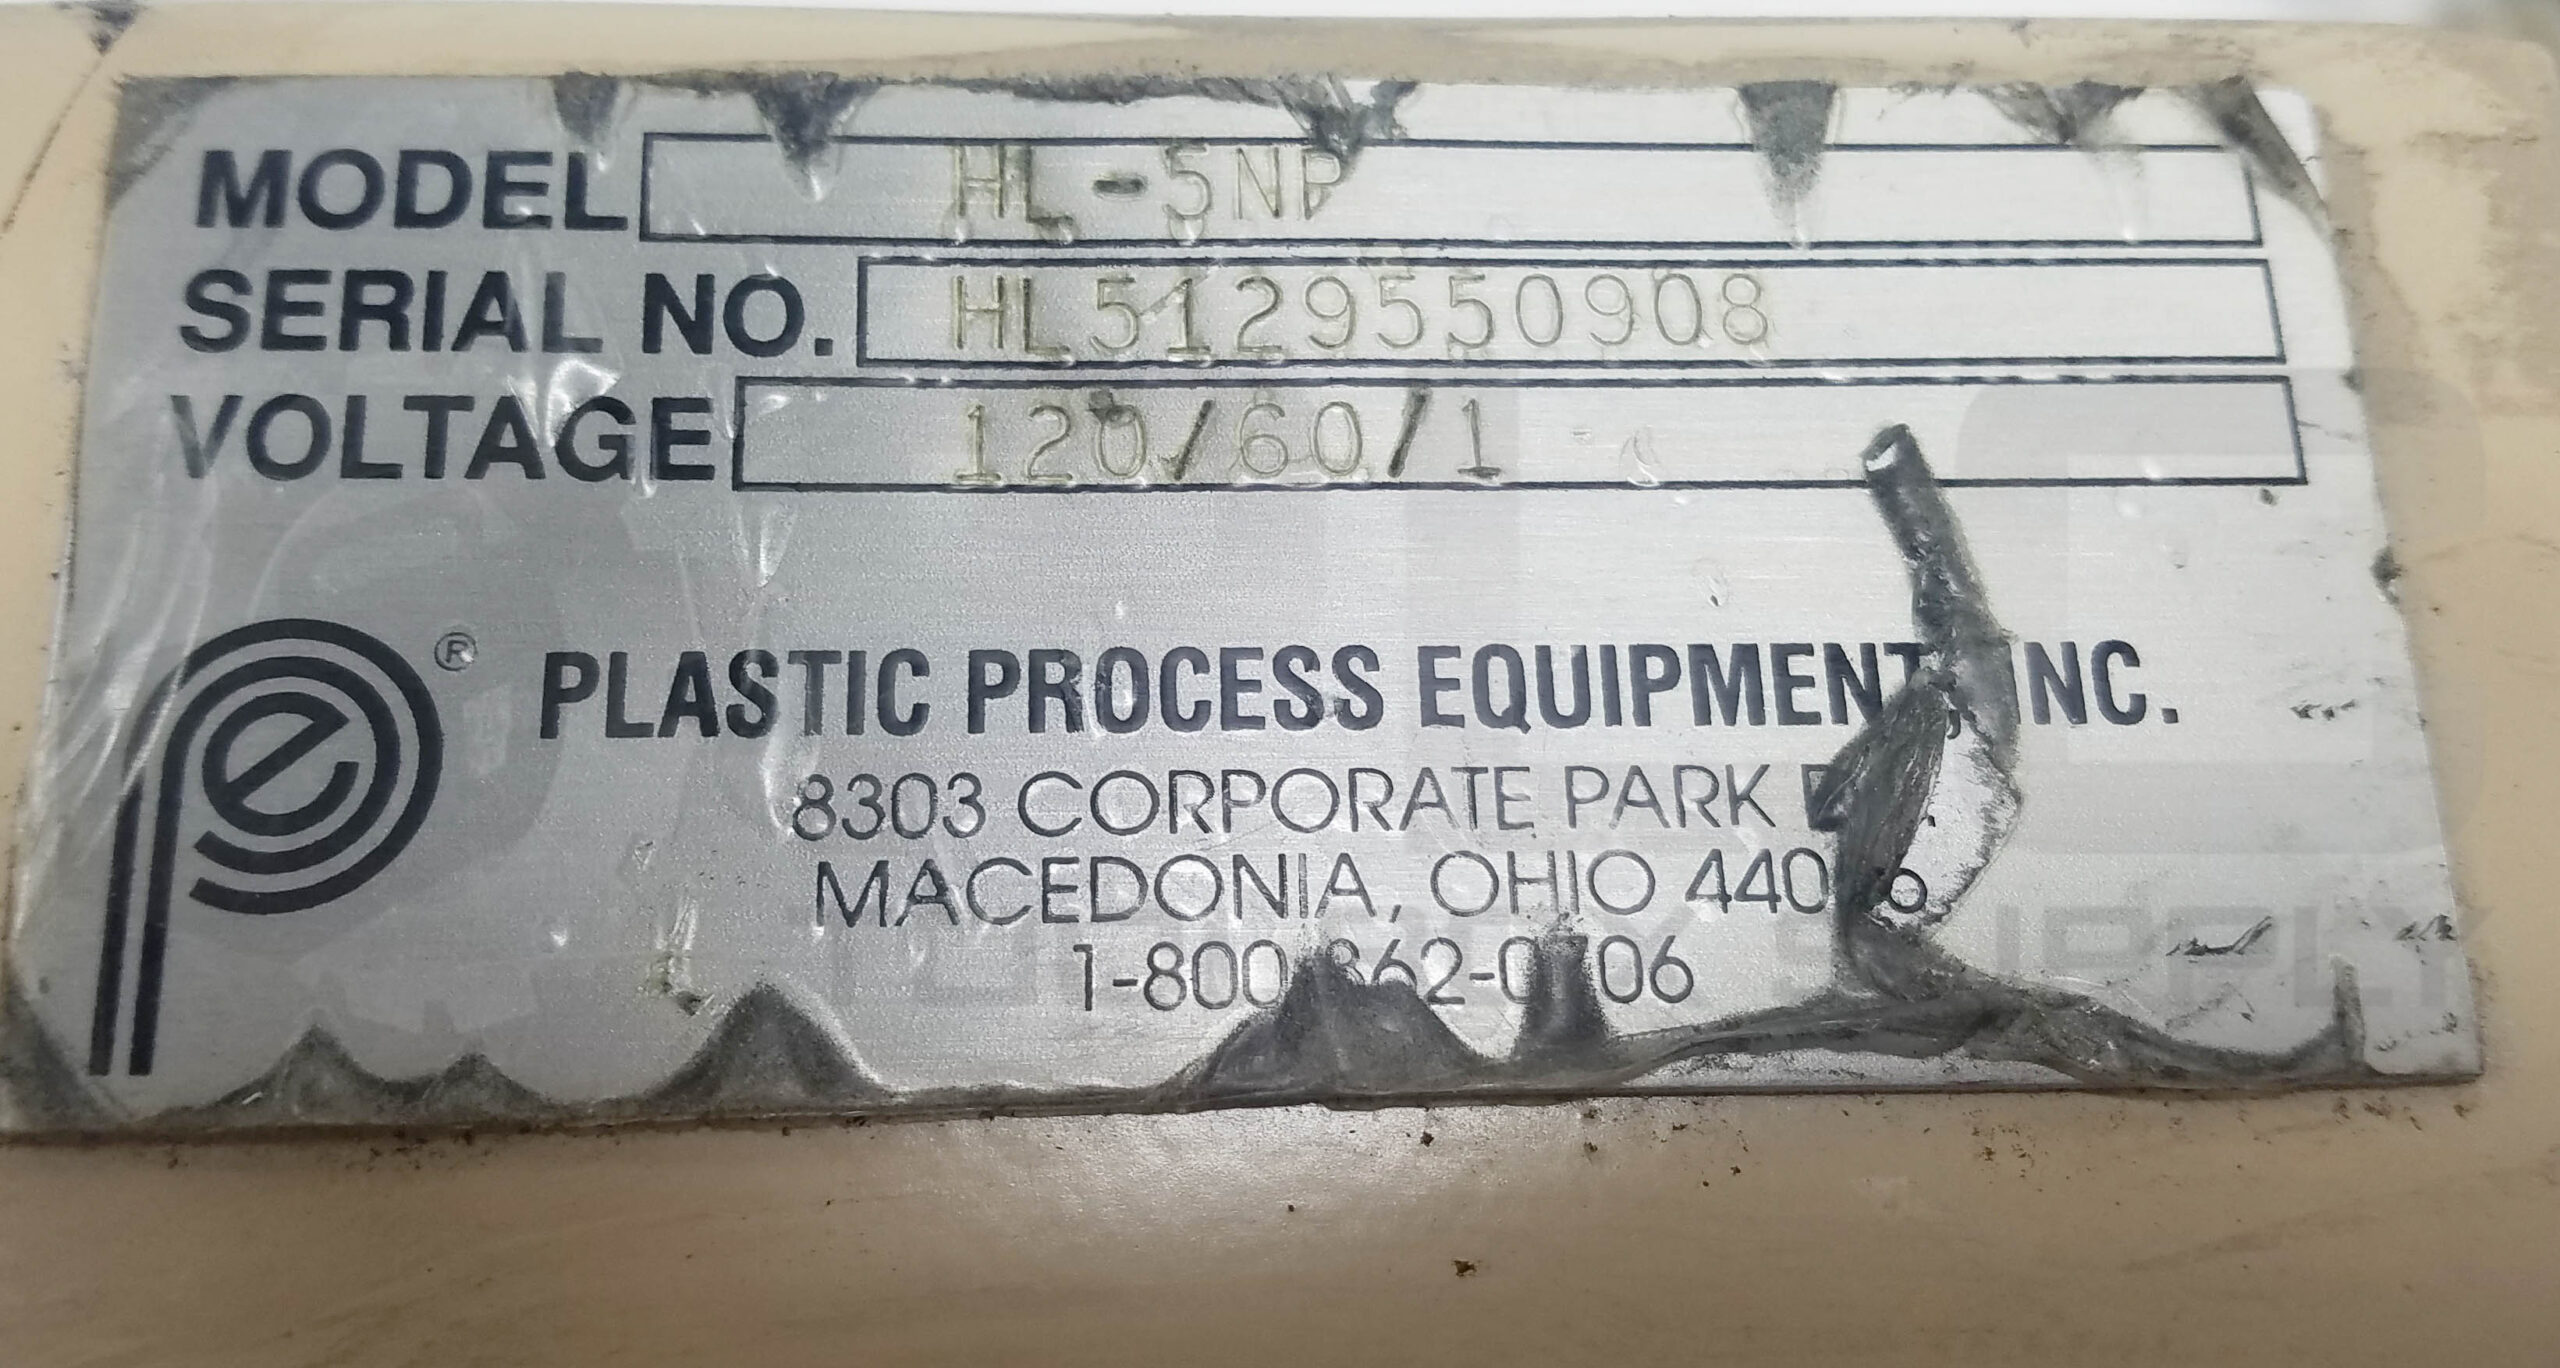 MODEL HL-5NP
SERIAL NO. HL5129550908
VOLTAGE 120/60/1
pe® PLASTIC PROCESS EQUIPMENT, INC.
8303 CORPORATE PARK
MACEDONIA, OHIO